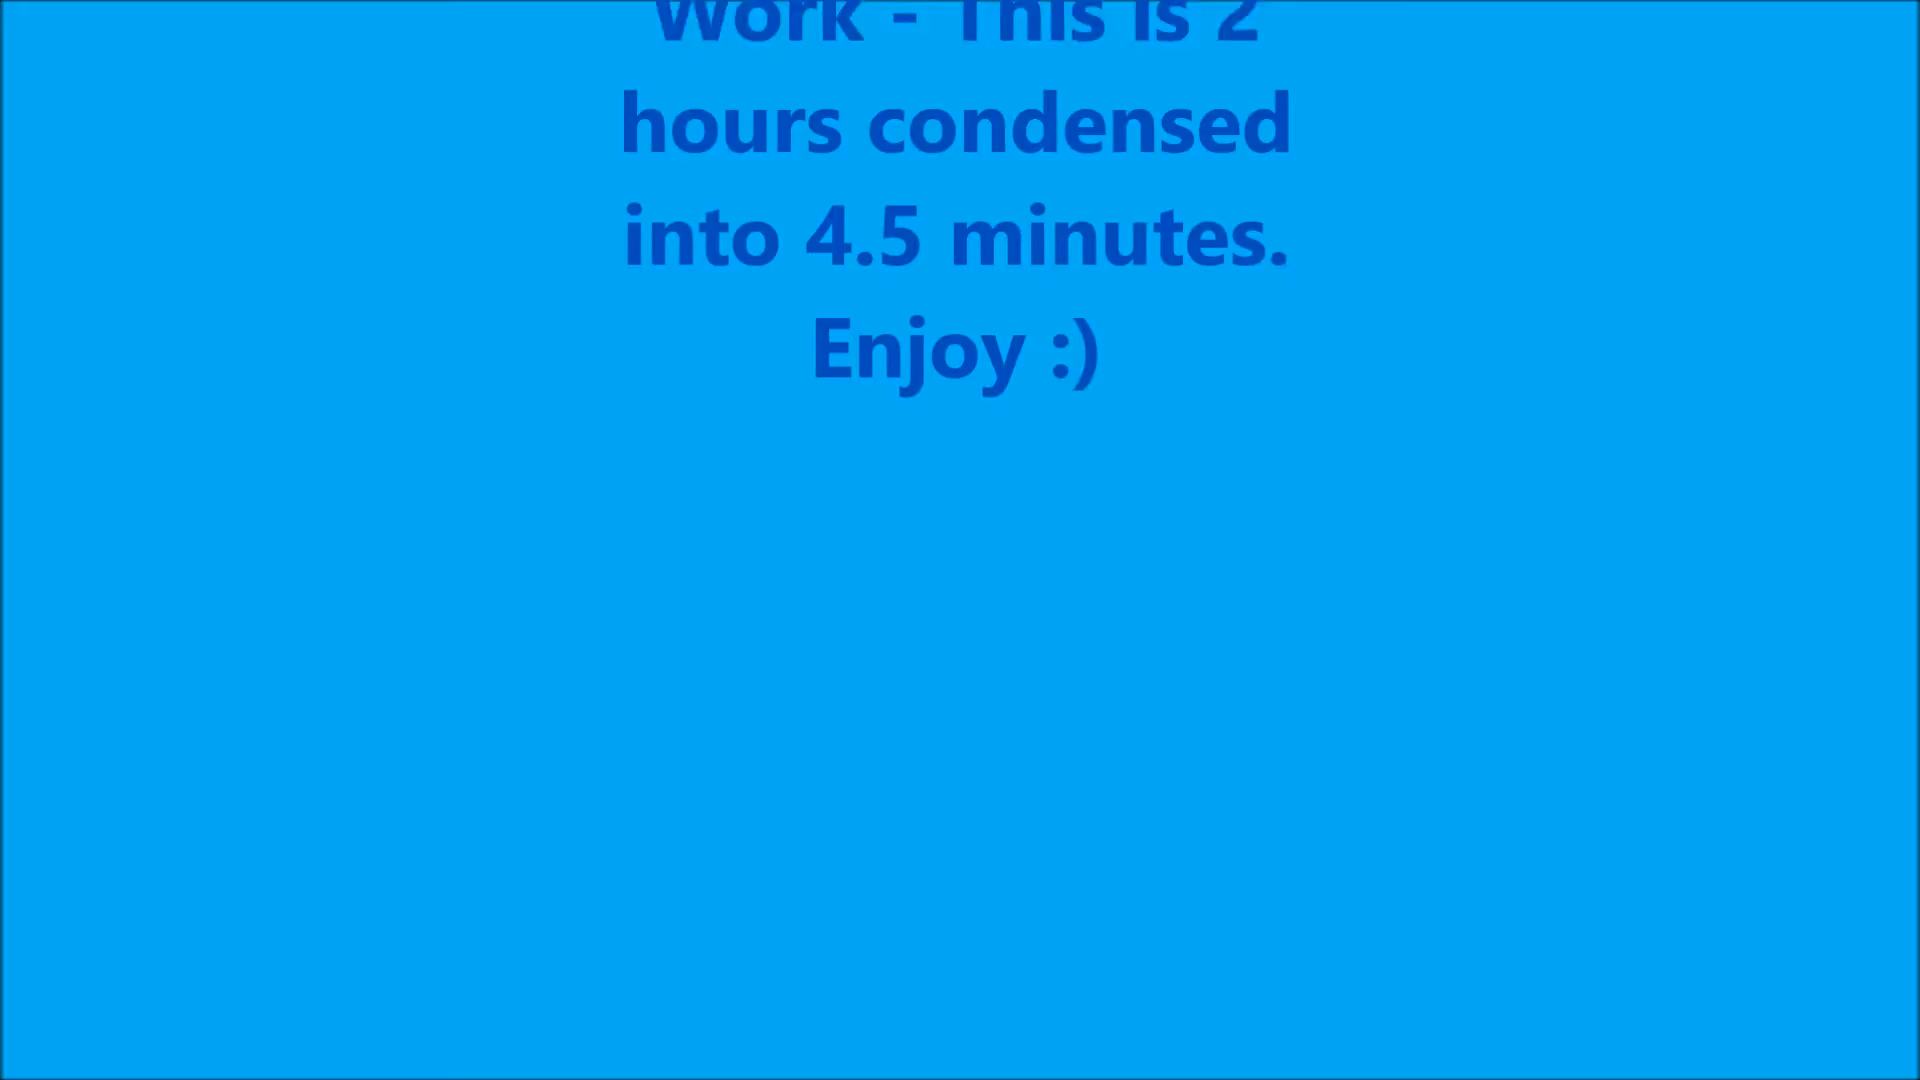 Work - This is 2
hours condensed
into 4.5 minutes.
Enjoy :)